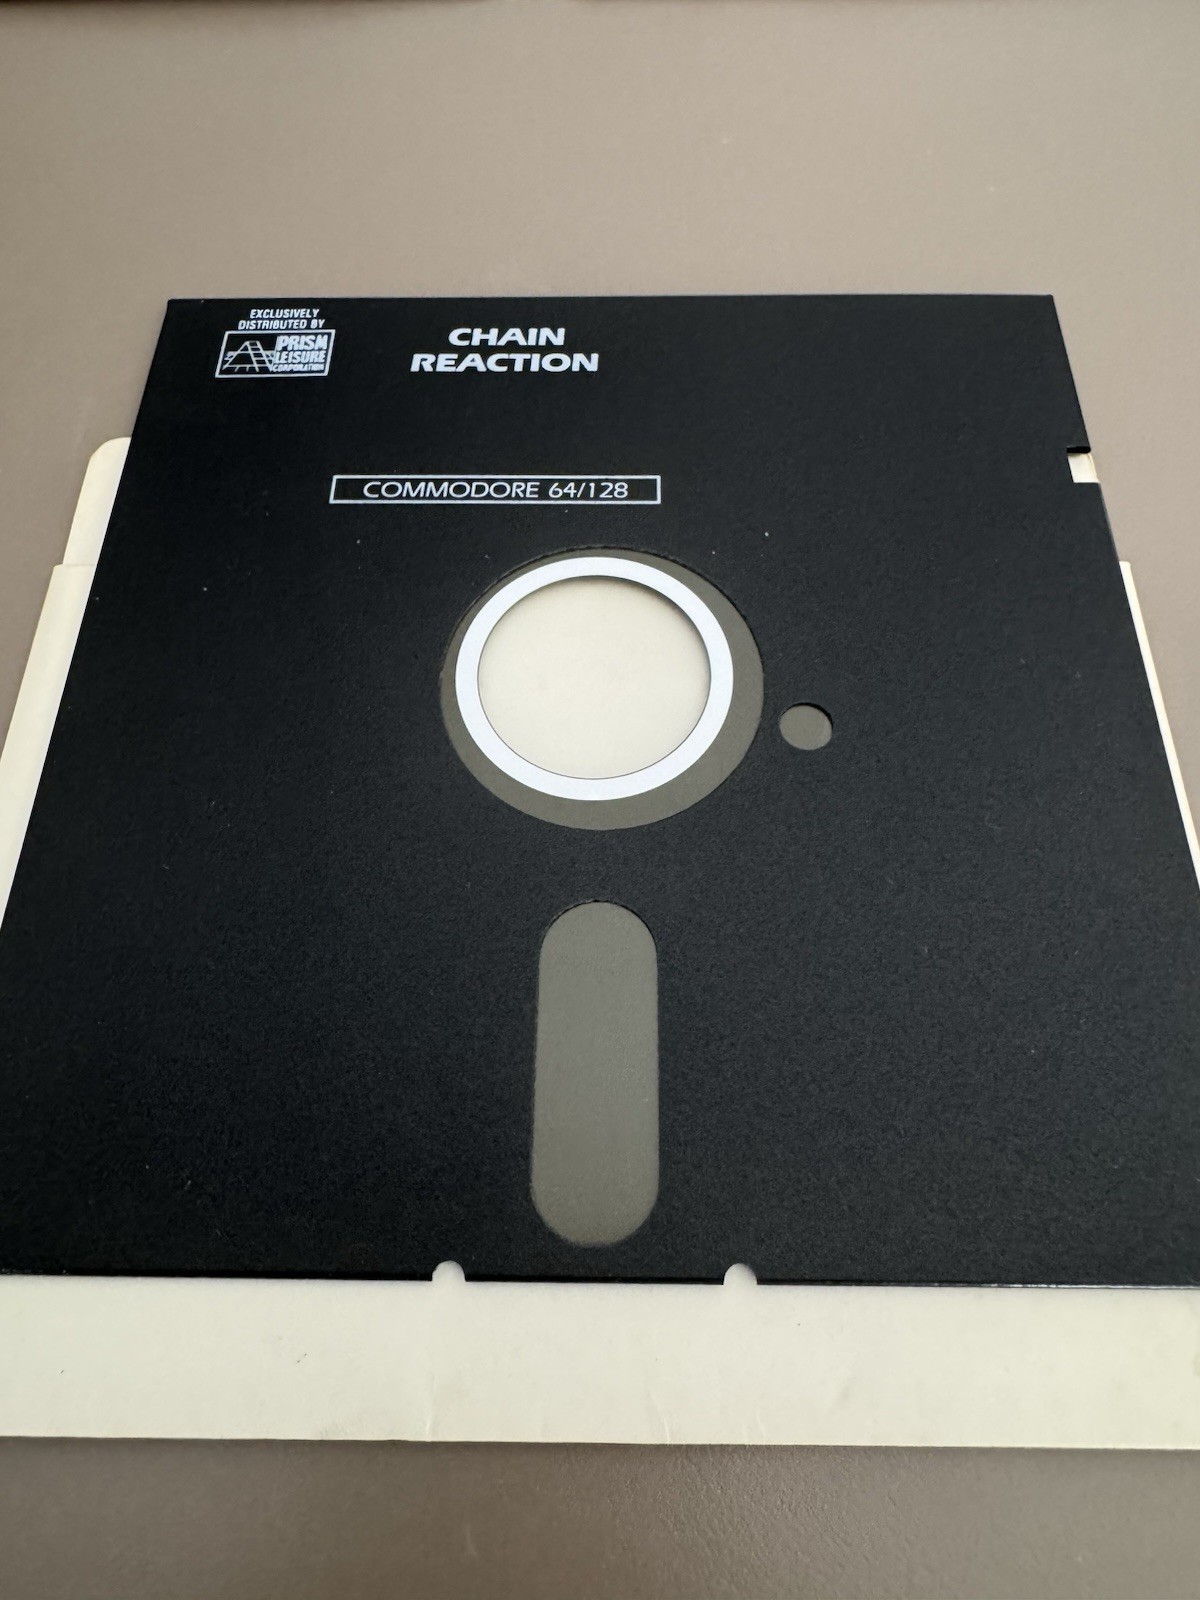 EXCLUSIVELY
DISTRIBUTED BY
PRISM
LEISURE
CORPORATION
CHAIN
REACTION
COMMODORE 64/128